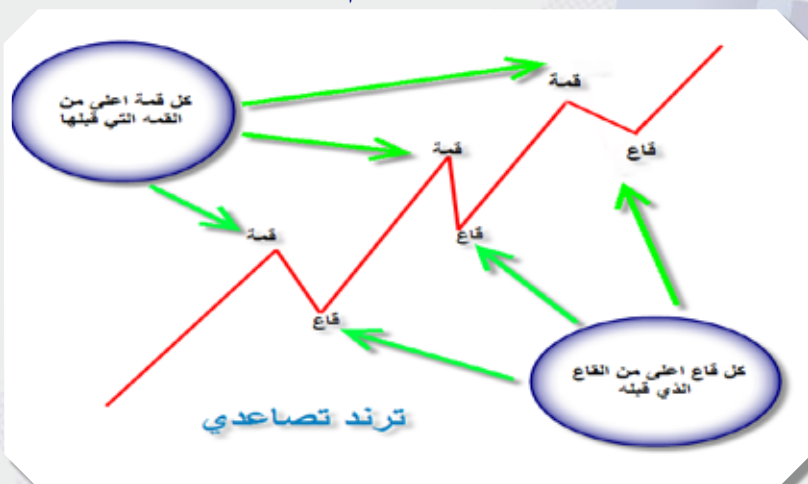 كل قمة اعلى من
القمه التي قبلها
قمة
قمة
قمة
قاع
قاع
قاع
كل قاع اعلى من القاع
الذي قبله
ترند تصاعدي